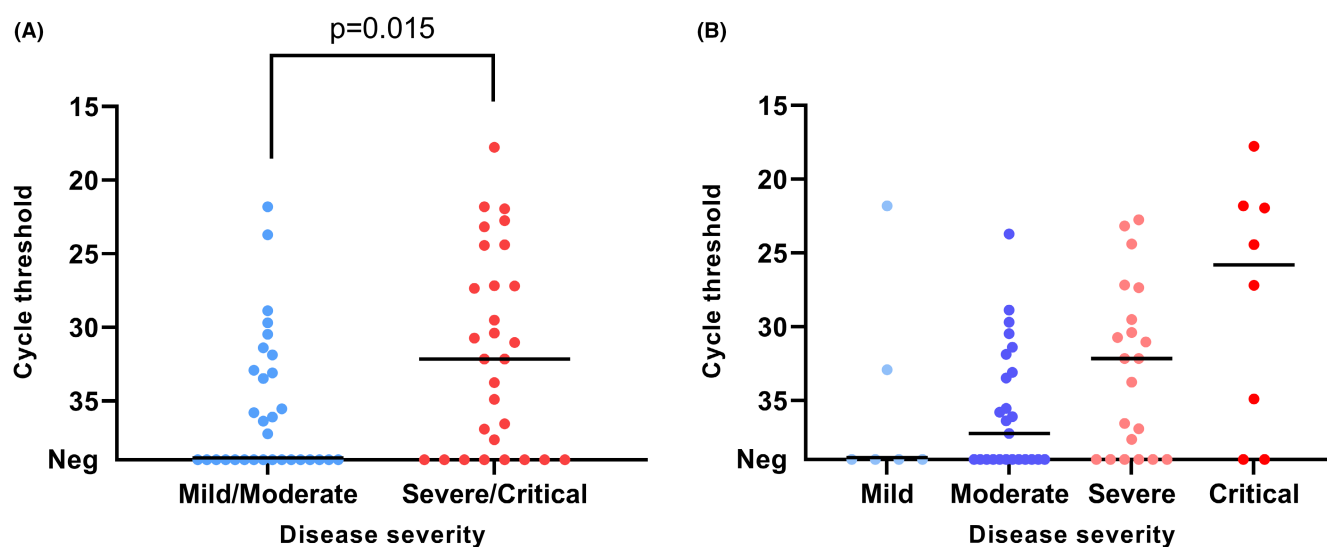 (A)
p=0.015
15
20
25
30
35
Neg
Cycle threshold
Mild/Moderate Severe/Critical
Disease severity
(B)
15
20
25
30
35
Neg
Cycle threshold
Mild Moderate Severe Critical
Disease severity